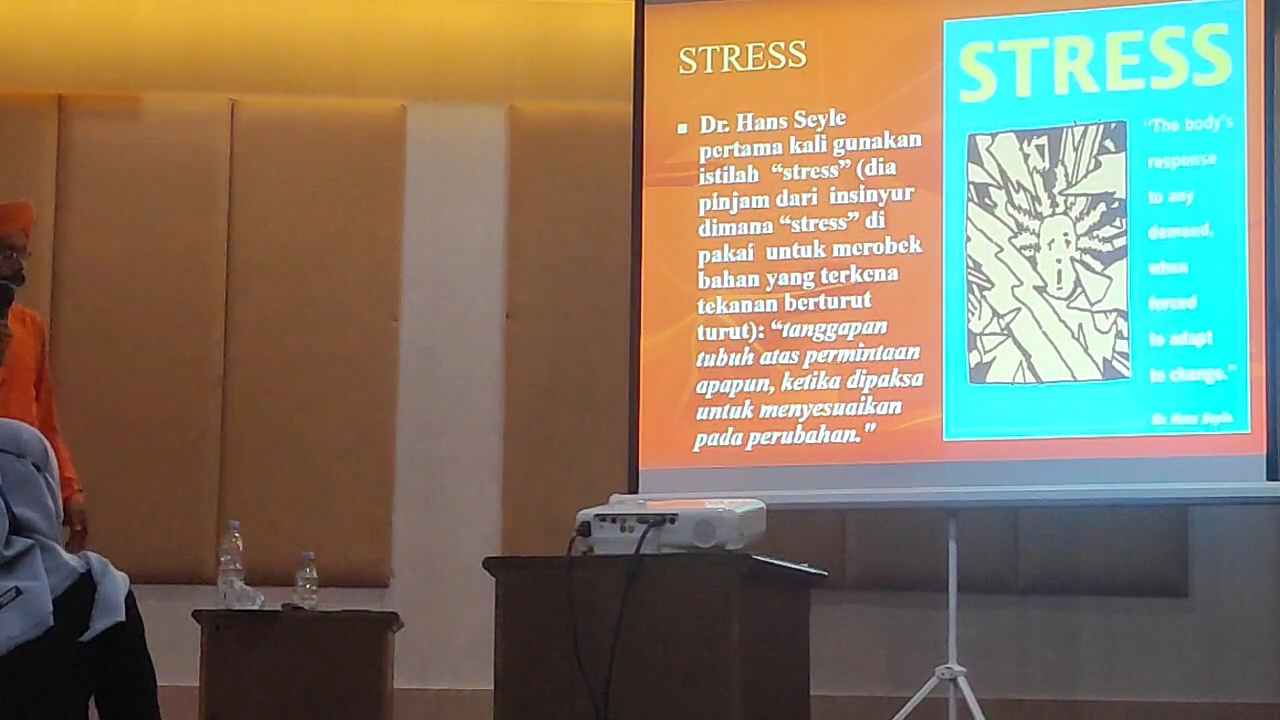 STRESS
Dr. Hans Seyle
pertama kali gunakan
istilah “stress” (dia
pinjam dari insinyur
dimana “stress” di
pakai untuk merobek
bahan yang terkena
tekanan berturut
turut): “tanggapan
tubuh atas permintaan
apapun, ketika dipaksa
untuk menyesuaikan
pada perubahan."
STRESS
“The body's
response
to any
demand,
when
forced
to adapt
to change.”
Dr. Hans Seyle